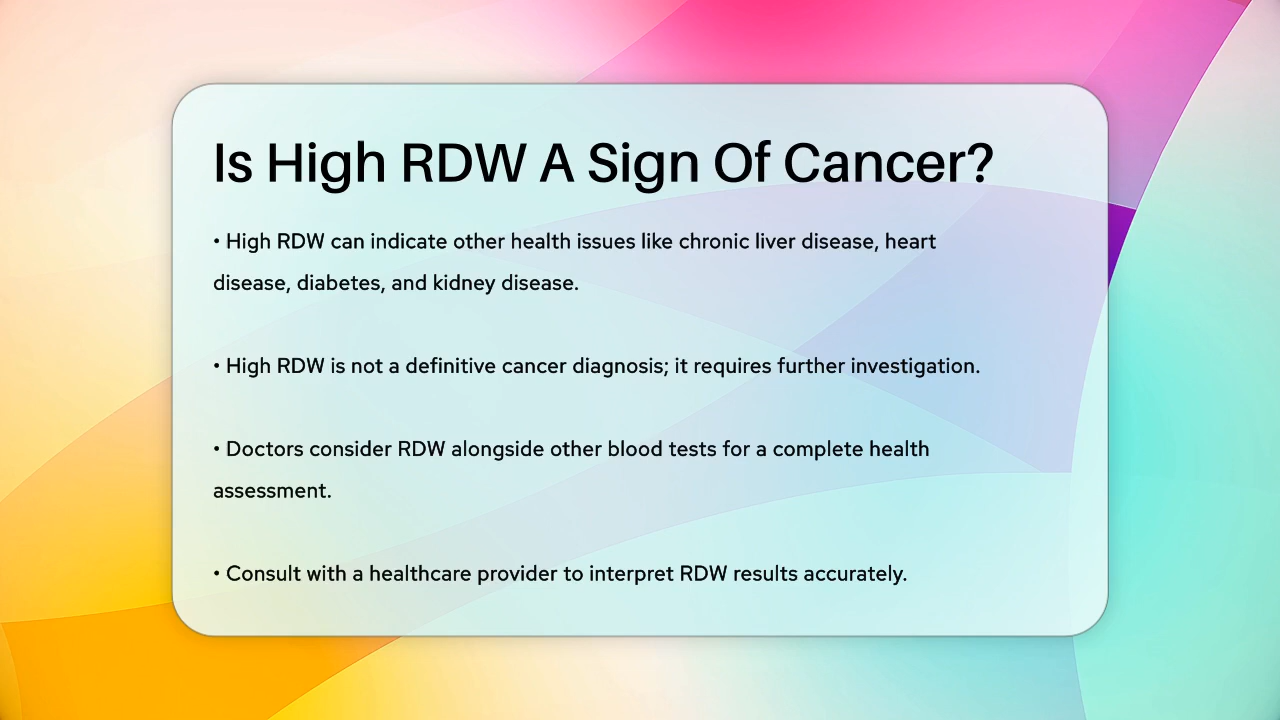 Is High RDW A Sign Of Cancer?
• High RDW can indicate other health issues like chronic liver disease, heart
disease, diabetes, and kidney disease.
• High RDW is not a definitive cancer diagnosis; it requires further investigation.
• Doctors consider RDW alongside other blood tests for a complete health
assessment.
• Consult with a healthcare provider to interpret RDW results accurately.